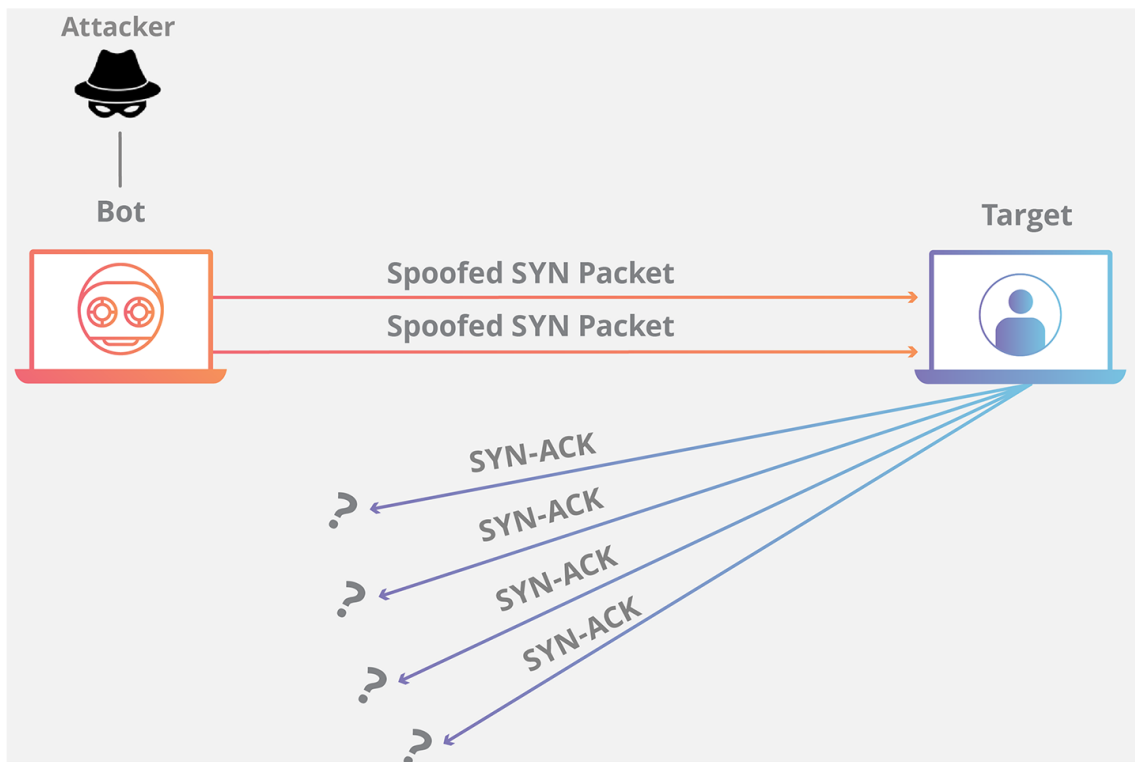 Attacker
Bot
Target
Spoofed SYN Packet
Spoofed SYN Packet
SYN-ACK
?
SYN-ACK
?
SYN-ACK
?
SYN-ACK
?